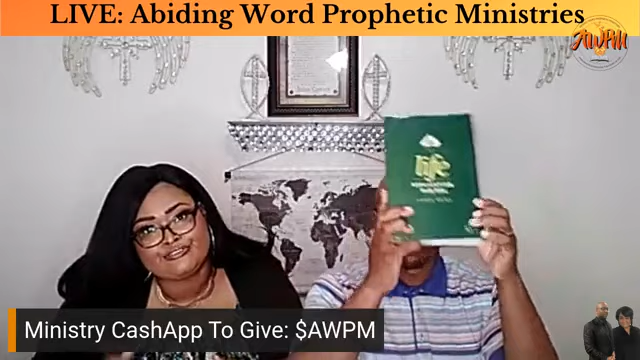 LIVE: Abiding Word Prophetic Ministries
AWPM
life
Ministry CashApp To Give: $AWPM